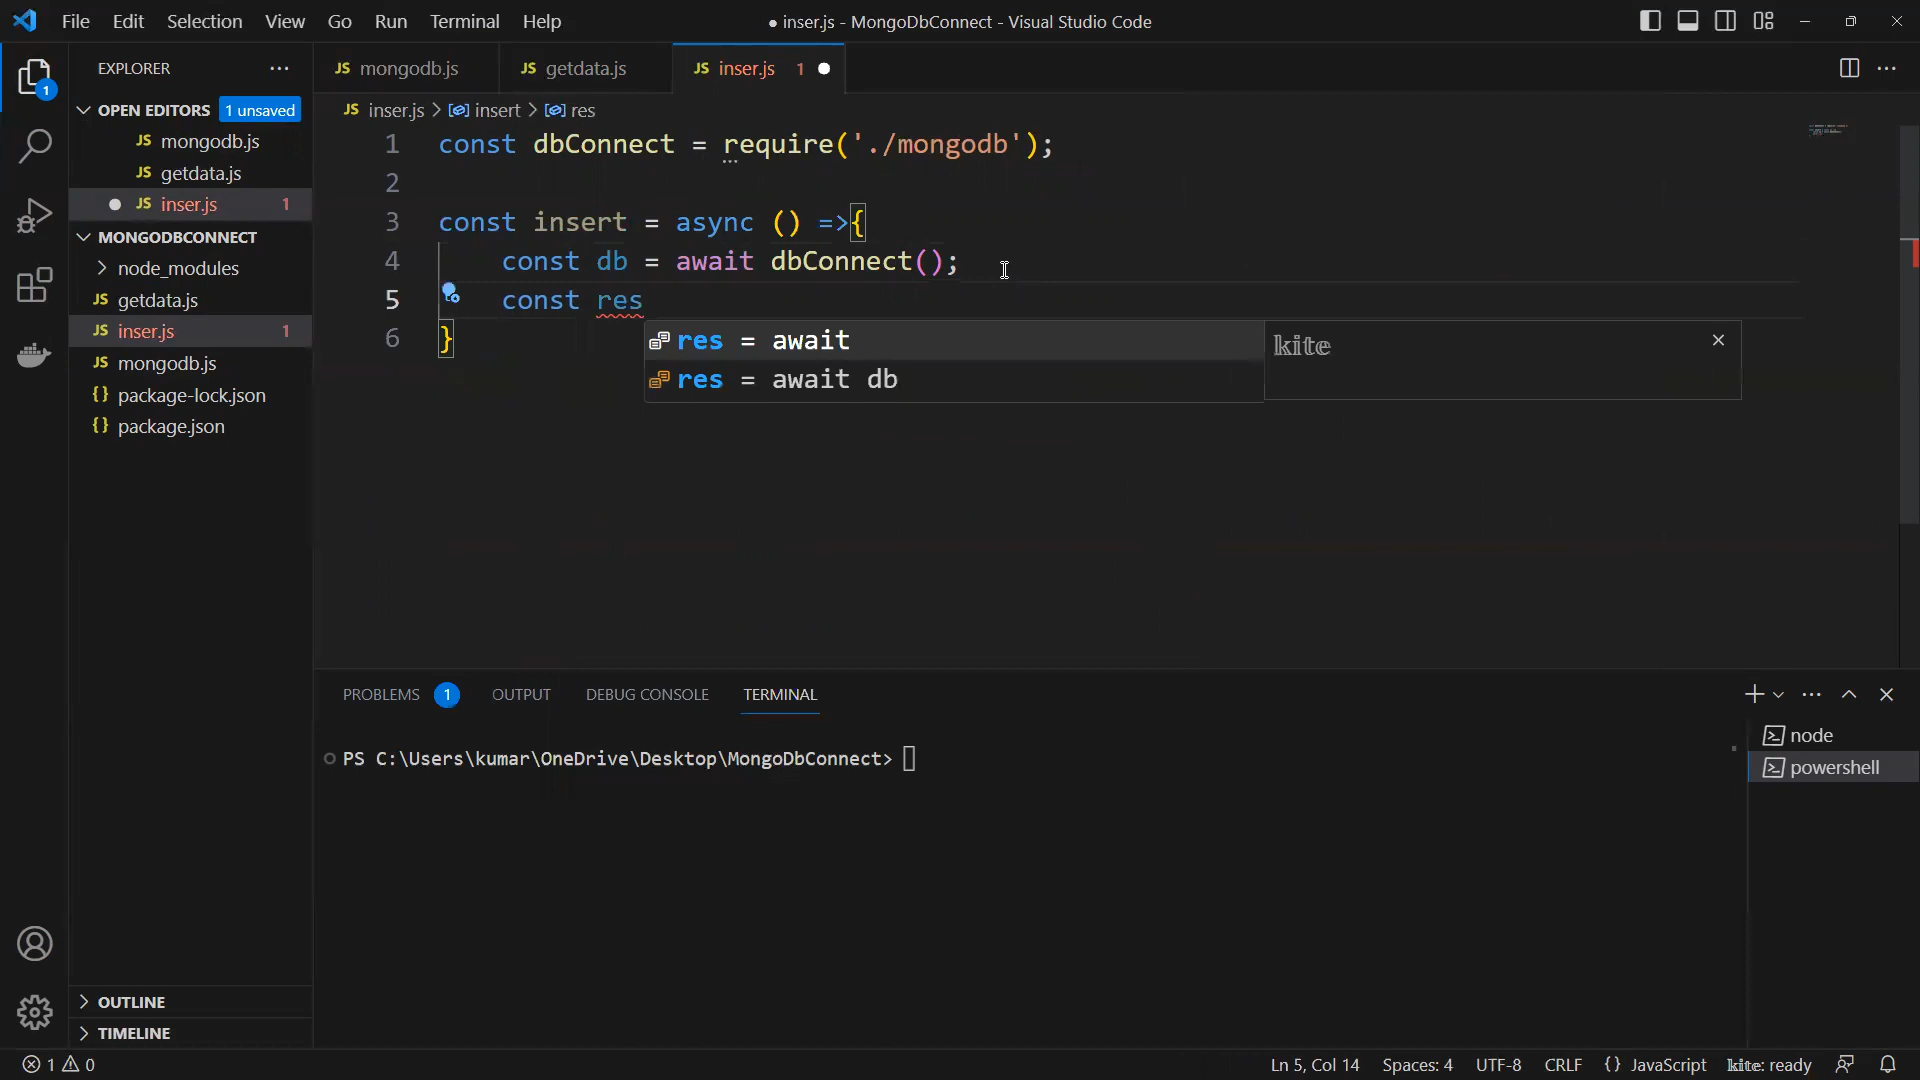 File Edit Selection View Go Run Terminal Help
● inser.js - MongoDbConnect - Visual Studio Code
EXPLORER
OPEN EDITORS 1 unsaved
JS mongodb.js
JS getdata.js
● JS inser.js 1
MONGODBCONNECT
node_modules
JS getdata.js
JS inser.js 1
JS mongodb.js
{} package-lock.json
{} package.json
OUTLINE
TIMELINE
1
JS mongodb.js
JS getdata.js
JS inser.js 1 ●
JS inser.js > insert > res
1 const dbConnect = require('./mongodb');
2
3 const insert = async () =>{
4 const db = await dbConnect();
5 const res
6 }
res = await
res = await db
kite
PROBLEMS 1 OUTPUT DEBUG CONSOLE TERMINAL
PS C:\Users\kumar\OneDrive\Desktop\MongoDbConnect>
node
powershell
1 0
Ln 5, Col 14 Spaces: 4 UTF-8 CRLF {} JavaScript kite: ready